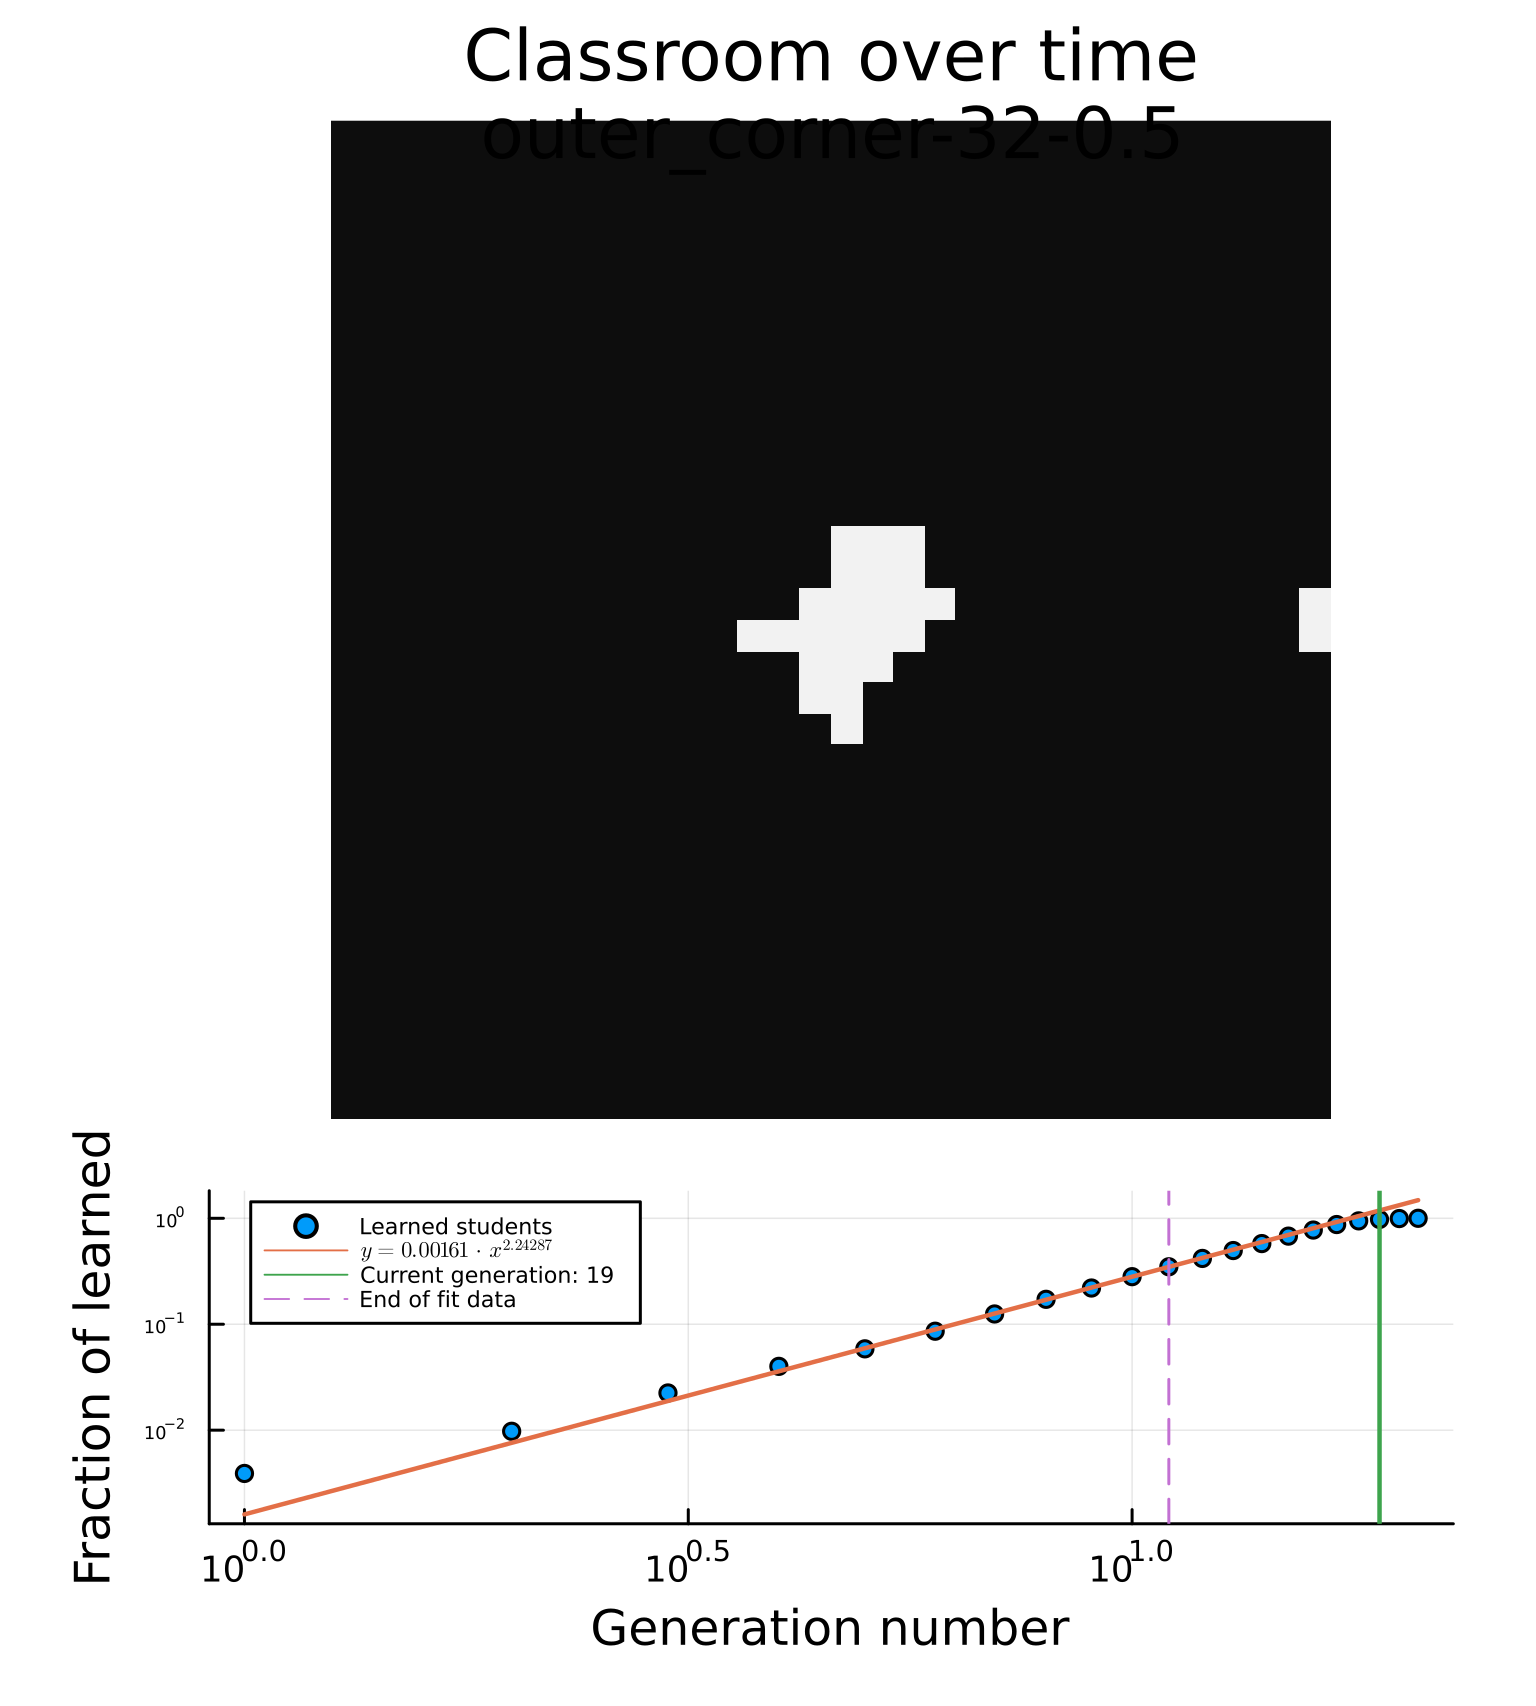 Classroom over time
outer_corner-32-0.5
Fraction of learned
10^0
10^-1
10^-2
Learned students
y = 0.00161 · x^2.24287
Current generation: 19
End of fit data
10^0.0
10^0.5
10^1.0
Generation number